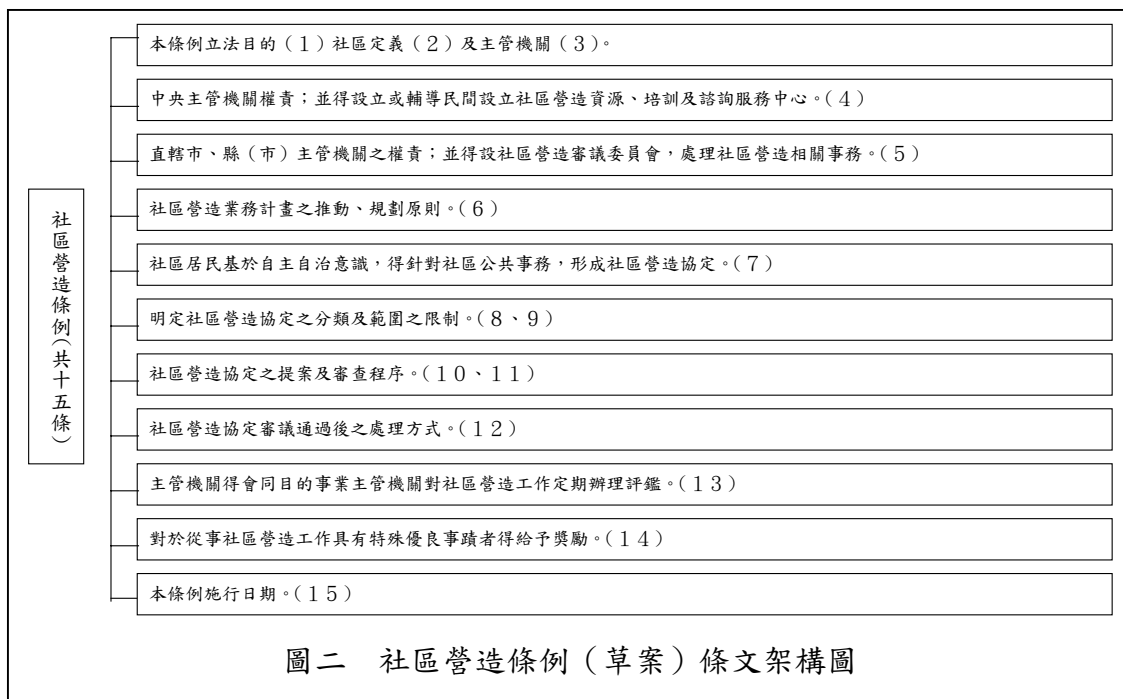 社區營造條例(共十五條)
本條例立法目的(1)社區定義(2)及主管機關(3)。
中央主管機關權責;並得設立或輔導民間設立社區營造資源、培訓及諮詢服務中心。(4)
直轄市、縣(市)主管機關之權責;並得設社區營造審議委員會,處理社區營造相關事務。(5)
社區營造業務計畫之推動、規劃原則。(6)
社區居民基於自主自治意識,得針對社區公共事務,形成社區營造協定。(7)
明定社區營造協定之分類及範圍之限制。(8、9)
社區營造協定之提案及審查程序。(10、11)
社區營造協定審議通過後之處理方式。(12)
主管機關得會同目的事業主管機關對社區營造工作定期辦理評鑑。(13)
對於從事社區營造工作具有特殊優良事蹟者得給予獎勵。(14)
本條例施行日期。(15)
圖二 社區營造條例(草案)條文架構圖